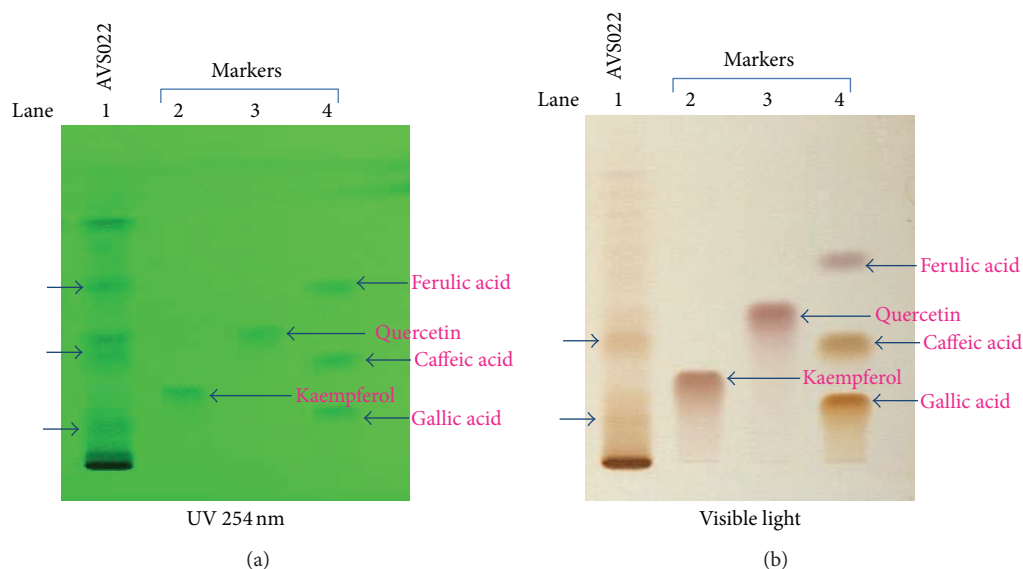 AVS022
Markers
Lane 1 2 3 4
Ferulic acid
Quercetin
Caffeic acid
Kaempferol
Gallic acid
UV 254 nm
(a)
AVS022
Markers
Lane 1 2 3 4
Ferulic acid
Quercetin
Caffeic acid
Kaempferol
Gallic acid
Visible light
(b)